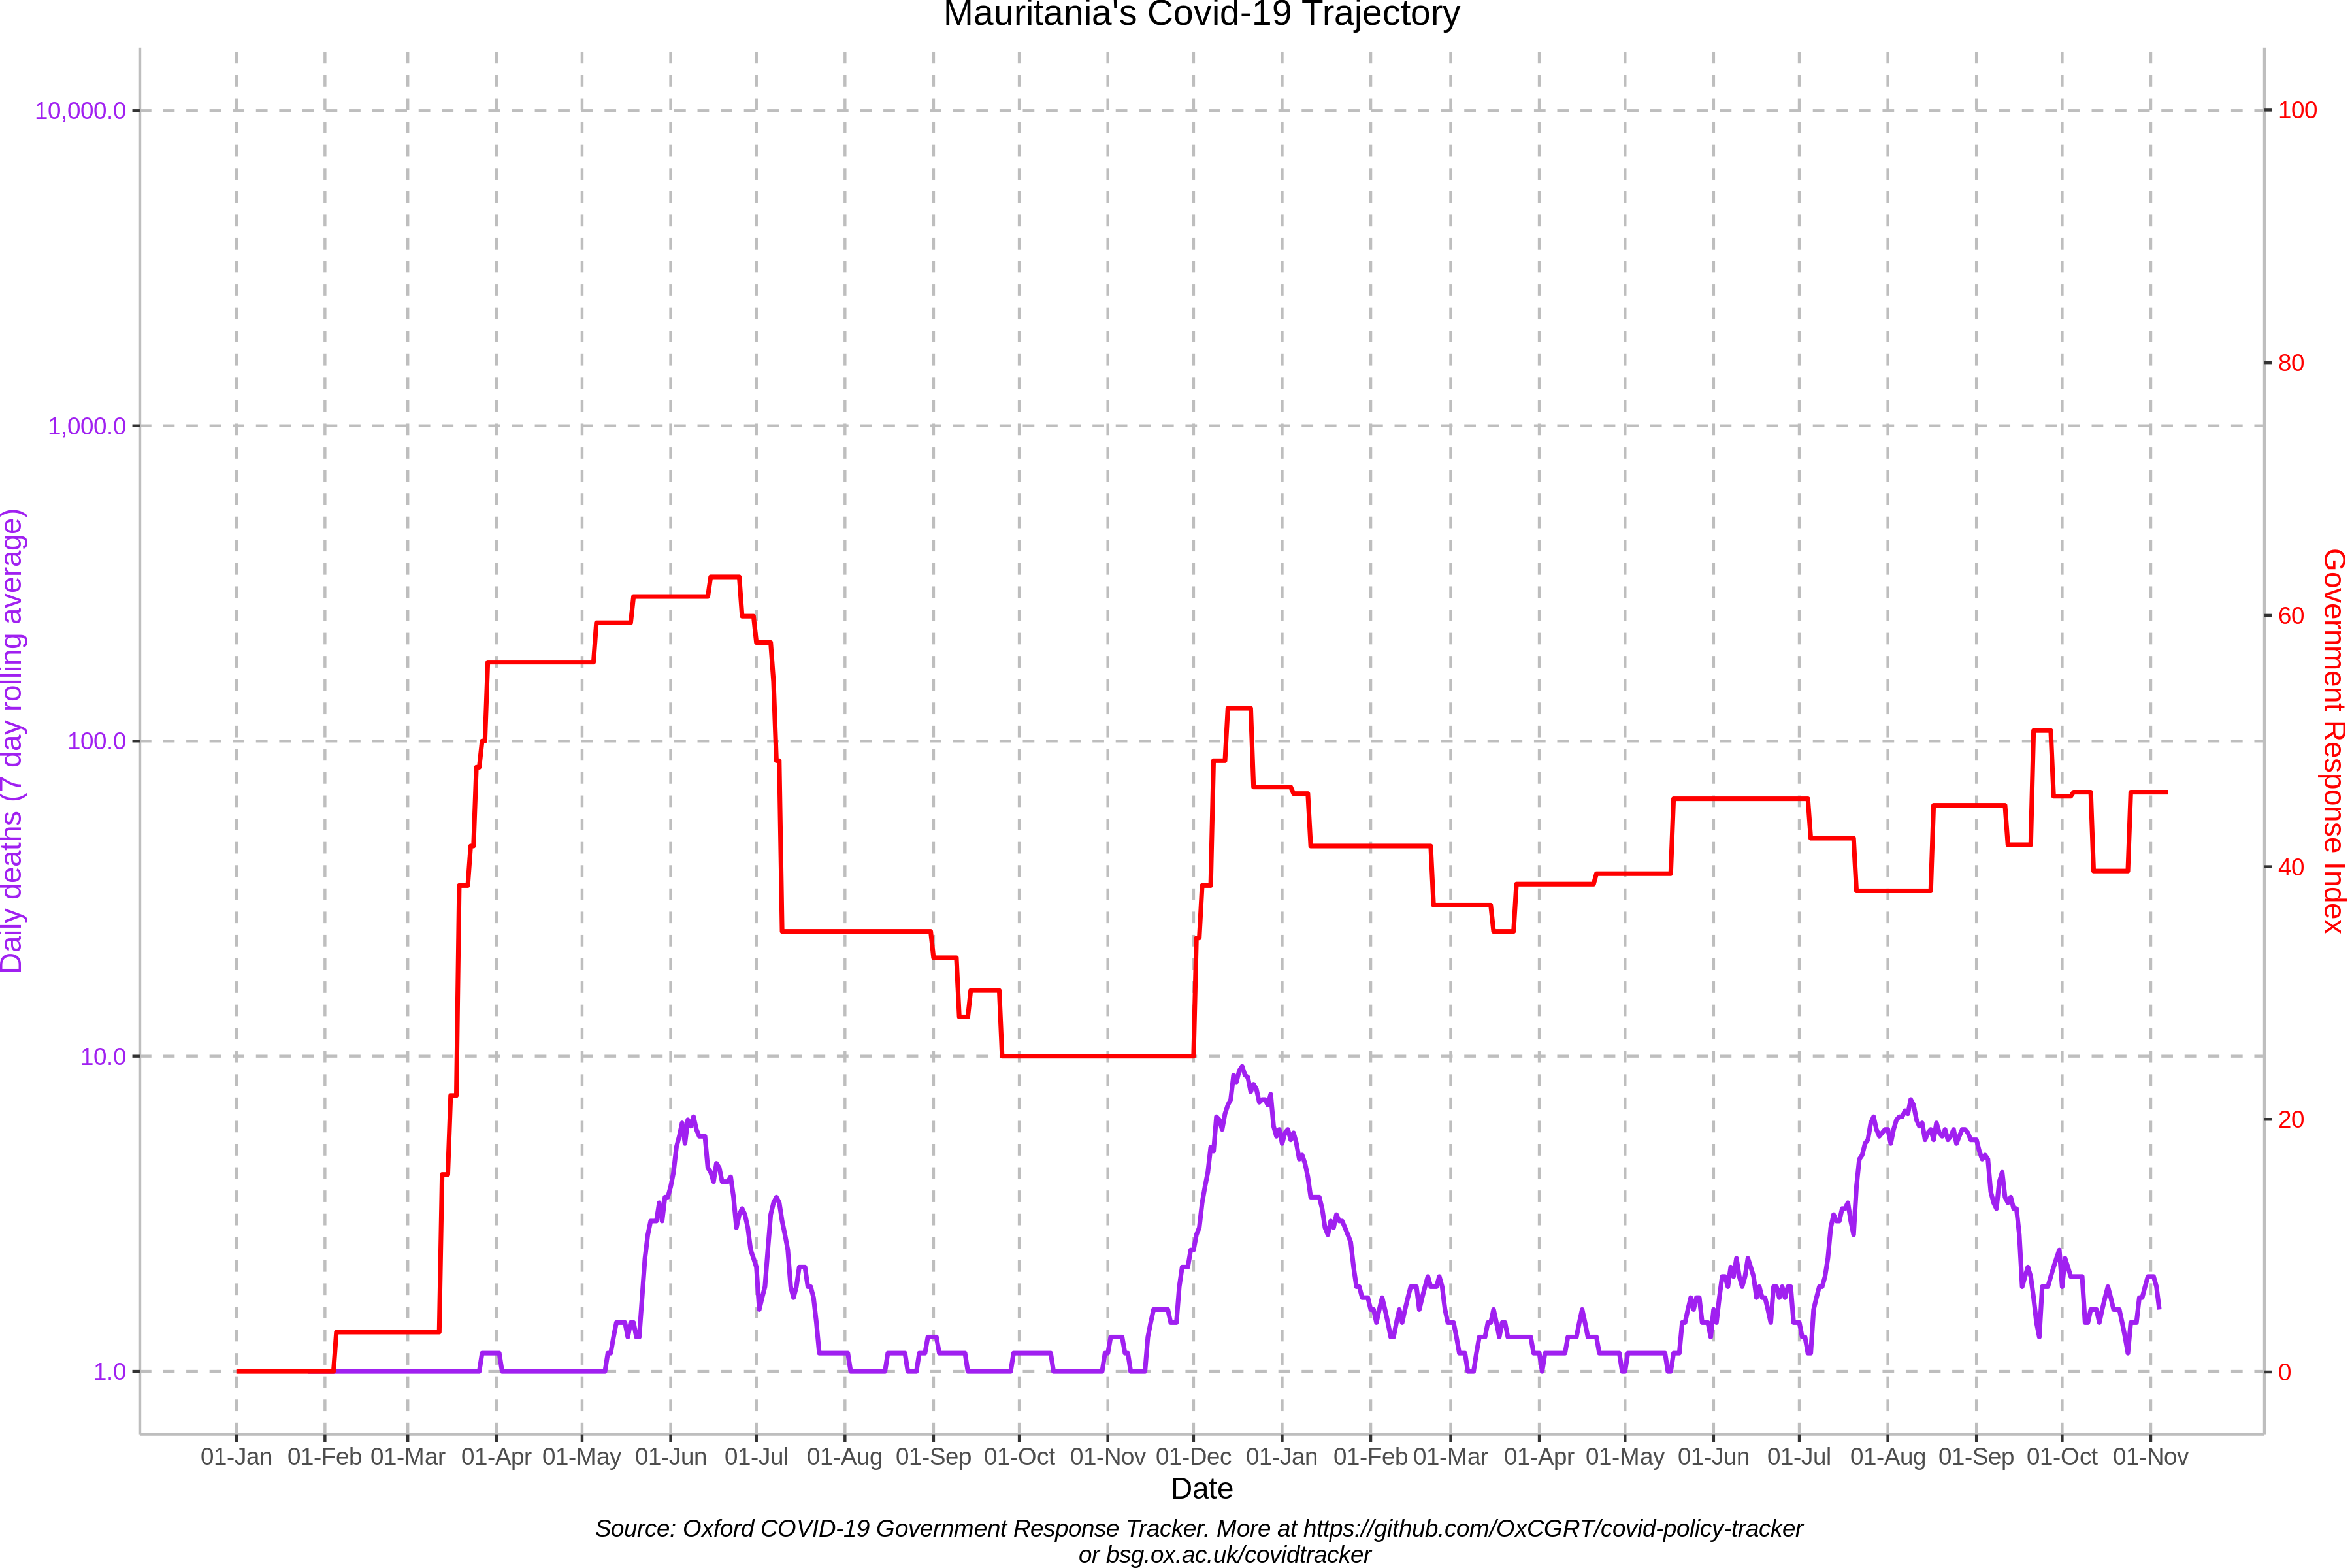 Mauritania's Covid-19 Trajectory
10,000.0
1,000.0
100.0
10.0
1.0
Daily deaths (7 day rolling average)
100
80
60
40
20
0
Government Response Index
01-Jan 01-Feb 01-Mar 01-Apr 01-May 01-Jun 01-Jul 01-Aug 01-Sep 01-Oct 01-Nov 01-Dec 01-Jan 01-Feb 01-Mar 01-Apr 01-May 01-Jun 01-Jul 01-Aug 01-Sep 01-Oct 01-Nov
Date
Source: Oxford COVID-19 Government Response Tracker. More at https://github.com/OxCGRT/covid-policy-tracker
or bsg.ox.ac.uk/covidtracker